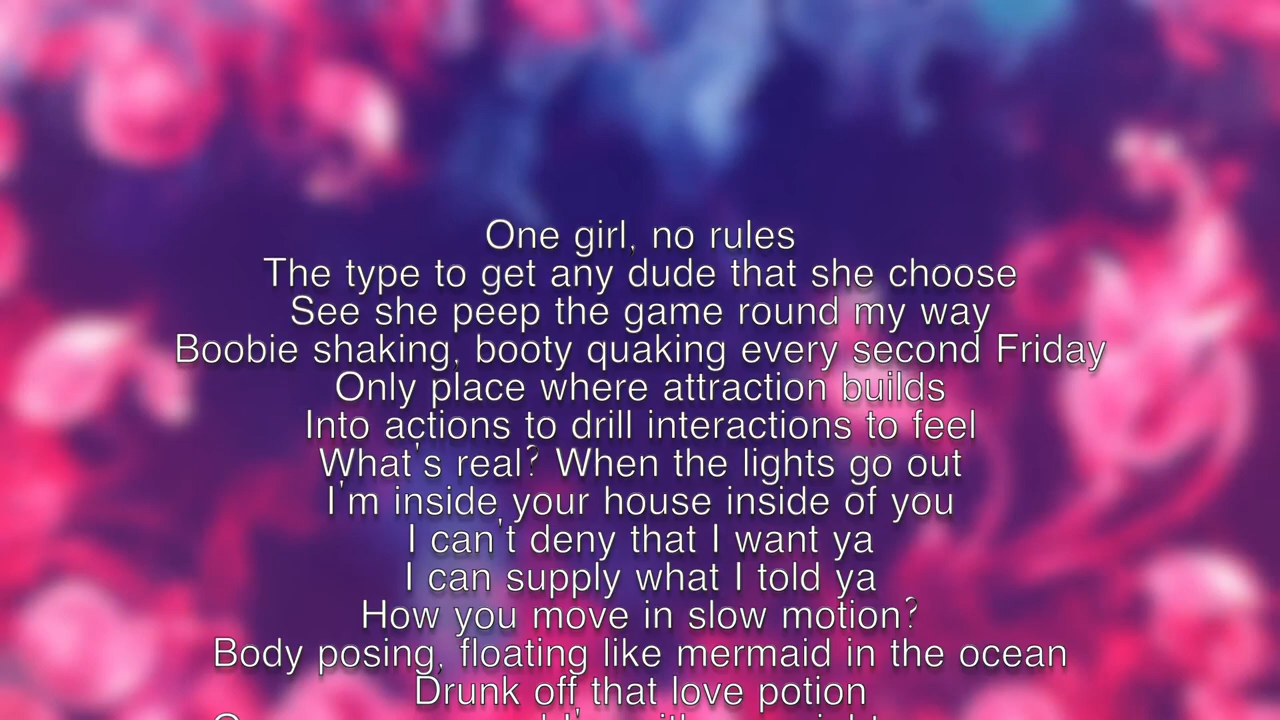 One girl, no rules
The type to get any dude that she choose
See she peep the game round my way
Boobie shaking, booty quaking every second Friday
Only place where attraction builds
Into actions to drill interactions to feel
What's real? When the lights go out
I'm inside your house inside of you
I can't deny that I want ya
I can supply what I told ya
How you move in slow motion?
Body posing, floating like mermaid in the ocean
Drunk off that love potion